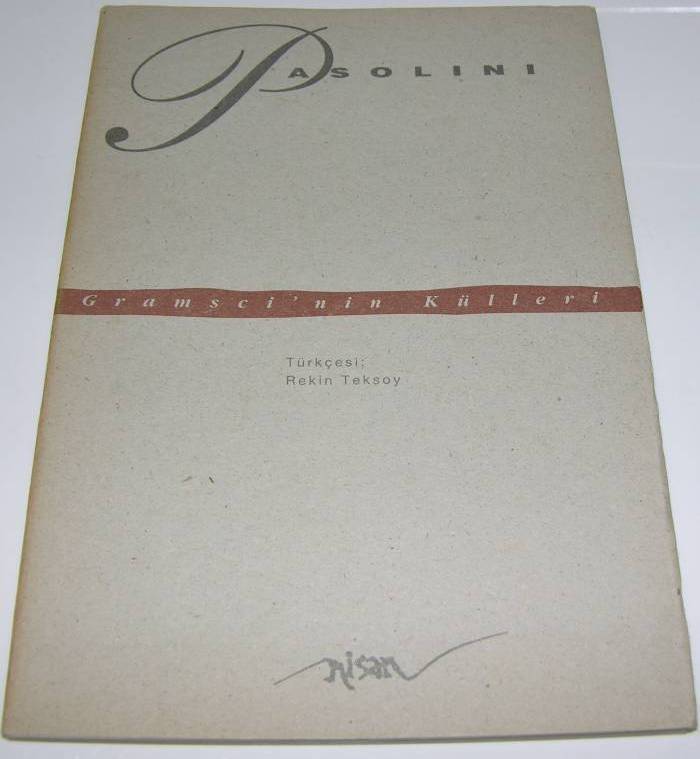 PASOLINI
Gramsci'nin Külleri
Türkçesi:
Rekin Teksoy
nisan